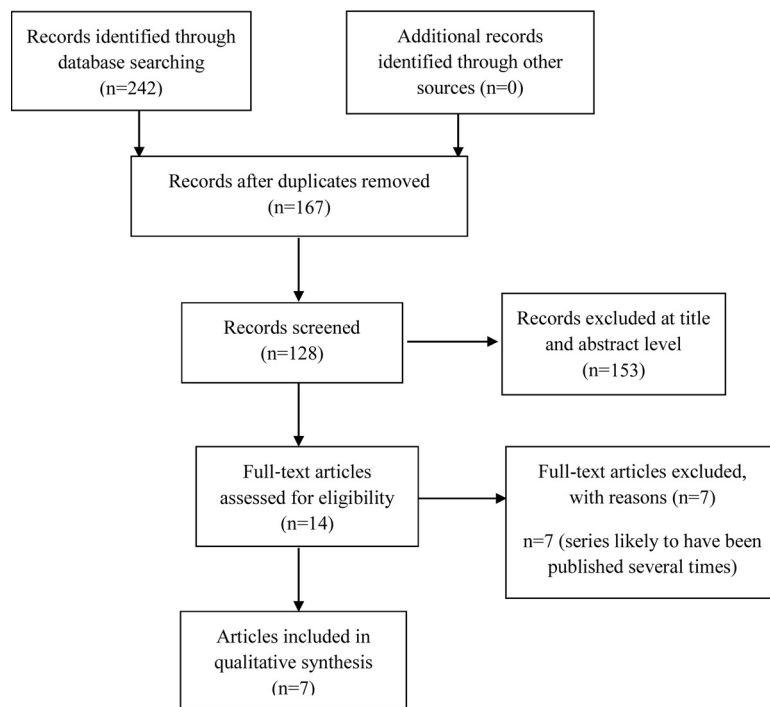 Records identified through
database searching
(n=242)
Additional records
identified through other
sources (n=0)
Records after duplicates removed
(n=167)
Records screened
(n=128)
Records excluded at title
and abstract level
(n=153)
Full-text articles
assessed for eligibility
(n=14)
Full-text articles excluded,
with reasons (n=7)
n=7 (series likely to have been
published several times)
Articles included in
qualitative synthesis
(n=7)